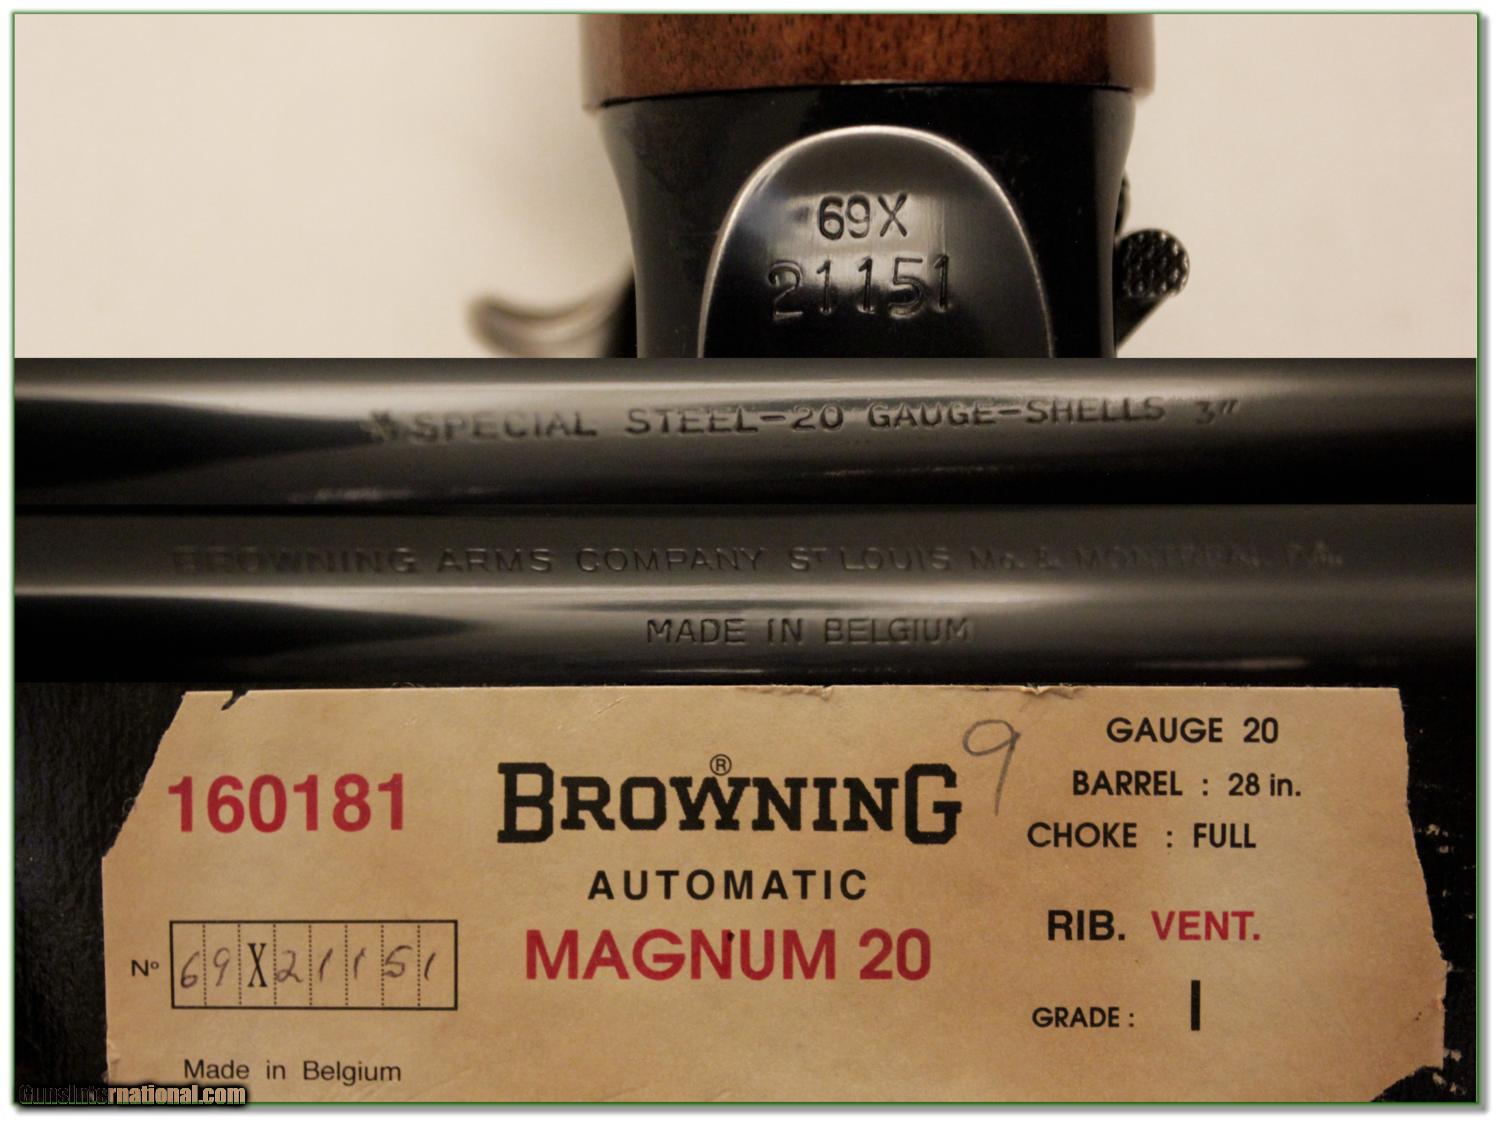 69X
21151
SPECIAL STEEL-20 GAUGE-SHELLS 3"
BROWNING ARMS COMPANY ST LOUIS Mo. & MONTREAL P.Q.
MADE IN BELGIUM
160181
BROWNING®
AUTOMATIC
MAGNUM 20
9
GAUGE 20
BARREL : 28 in.
CHOKE : FULL
RIB. VENT.
GRADE : I
No 69X21151
Made in Belgium
GunsInternational.com